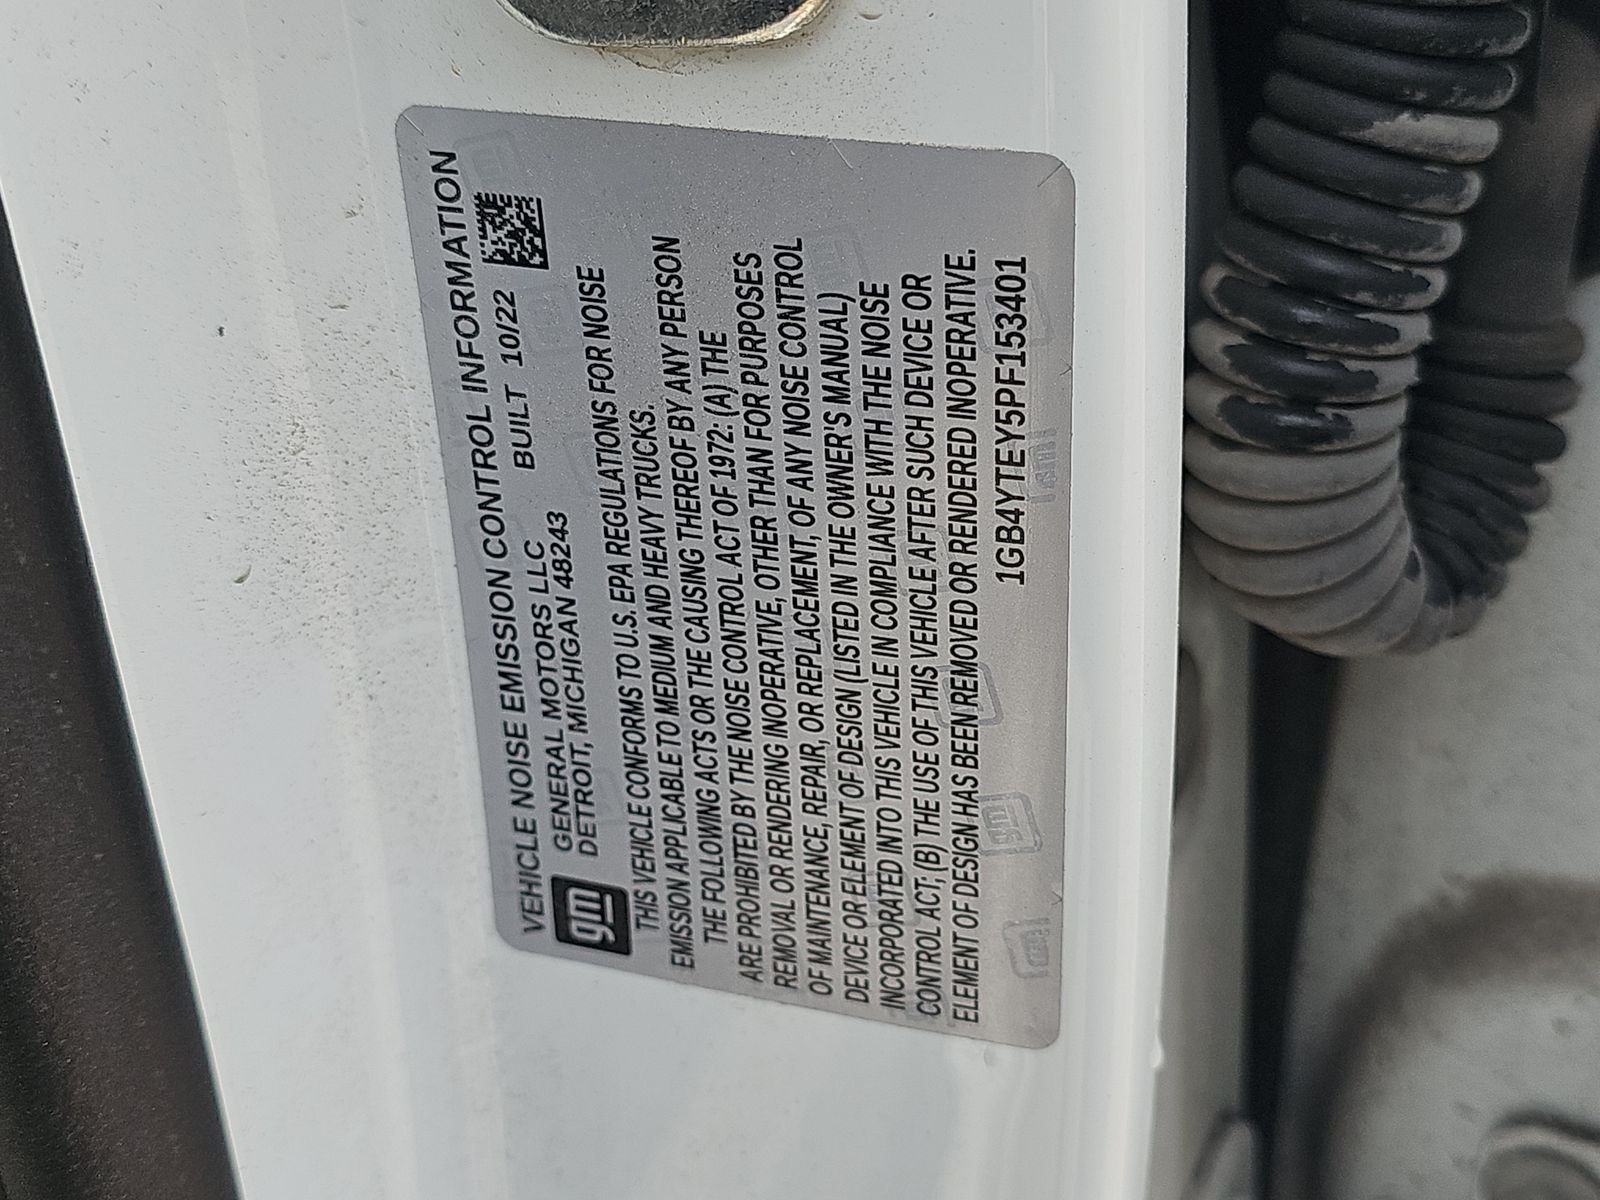 VEHICLE NOISE EMISSION CONTROL INFORMATION
gm GENERAL MOTORS LLC BUILT 10/22
DETROIT, MICHIGAN 48243
THIS VEHICLE CONFORMS TO U.S. EPA REGULATIONS FOR NOISE
EMISSION APPLICABLE TO MEDIUM AND HEAVY TRUCKS.
THE FOLLOWING ACTS OR THE CAUSING THEREOF BY ANY PERSON
ARE PROHIBITED BY THE NOISE CONTROL ACT OF 1972: (A) THE
REMOVAL OR RENDERING INOPERATIVE, OTHER THAN FOR PURPOSES
OF MAINTENANCE, REPAIR, OR REPLACEMENT, OF ANY NOISE CONTROL
DEVICE OR ELEMENT OF DESIGN (LISTED IN THE OWNER'S MANUAL)
INCORPORATED INTO THIS VEHICLE IN COMPLIANCE WITH THE NOISE
CONTROL ACT; (B) THE USE OF THIS VEHICLE AFTER SUCH DEVICE OR
ELEMENT OF DESIGN HAS BEEN REMOVED OR RENDERED INOPERATIVE.
1GB4YTEY5PF153401